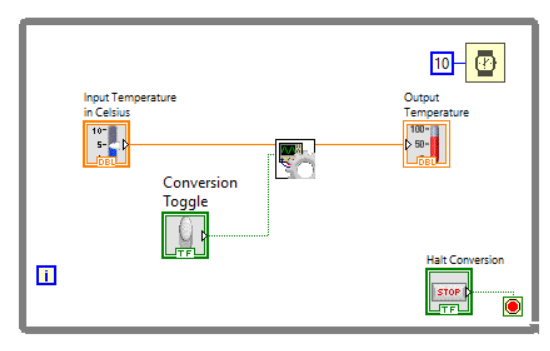 10
Input Temperature
in Celsius
10-
5-
DBL
Output
Temperature
100-
50-
DBL
Conversion
Toggle
TF
i
Halt Conversion
STOP
TF